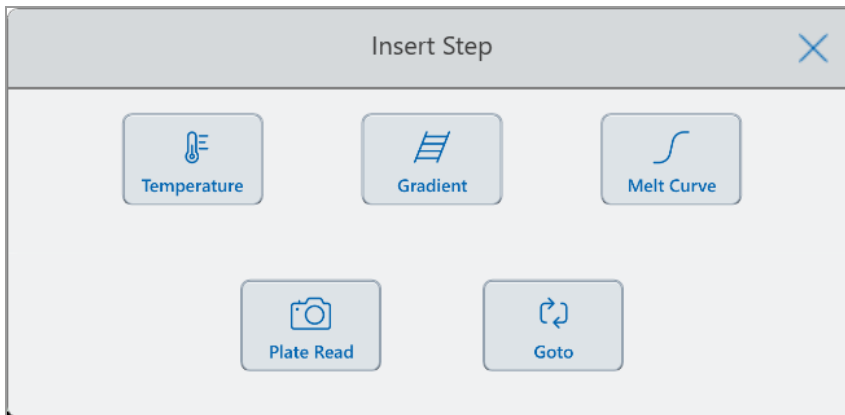 Insert Step
Temperature
Gradient
Melt Curve
Plate Read
Goto